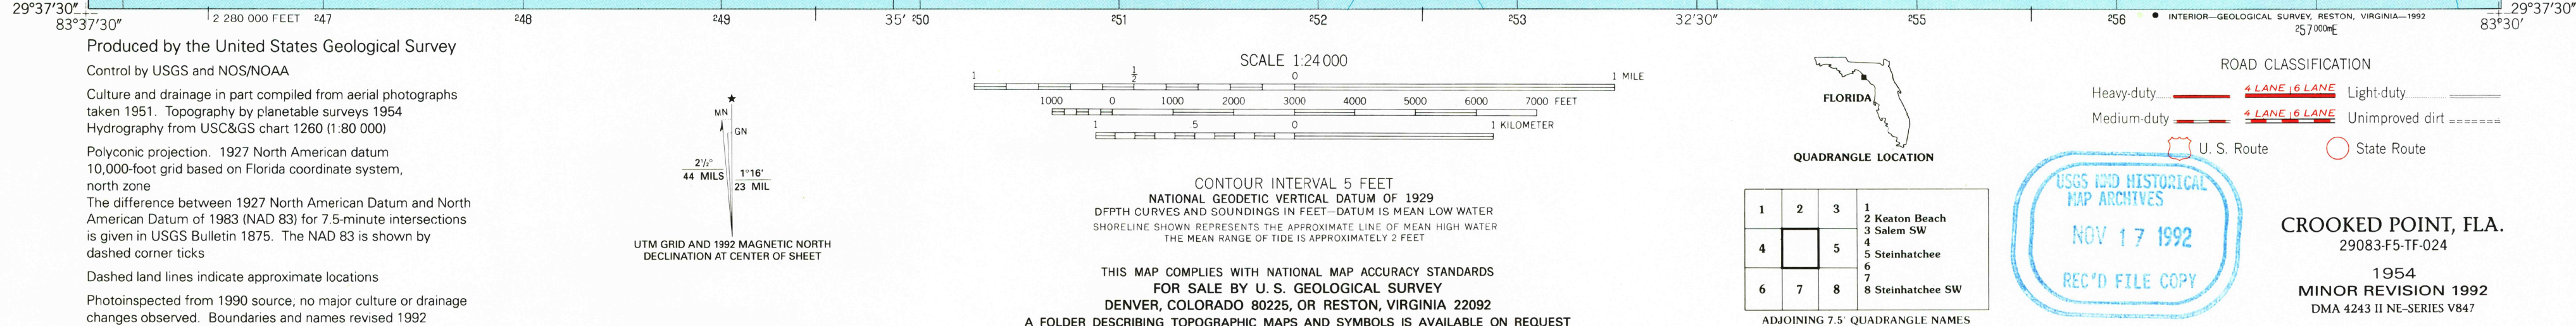 29°37'30"
83°37'30"
2 280 000 FEET
²47
²48
²49
35'
²50
²51
²52
²53
32'30"
²55
²56
INTERIOR—GEOLOGICAL SURVEY, RESTON, VIRGINIA—1992
²57⁰⁰⁰ᵐE
29°37'30"
83°30'
Produced by the United States Geological Survey
Control by USGS and NOS/NOAA
Culture and drainage in part compiled from aerial photographs
taken 1951. Topography by planetable surveys 1954
Hydrography from USC&GS chart 1260 (1:80 000)
Polyconic projection. 1927 North American datum
10,000-foot grid based on Florida coordinate system,
north zone
The difference between 1927 North American Datum and North
American Datum of 1983 (NAD 83) for 7.5-minute intersections
is given in USGS Bulletin 1875. The NAD 83 is shown by
dashed corner ticks
Dashed land lines indicate approximate locations
Photoinspected from 1990 source, no major culture or drainage
changes observed. Boundaries and names revised 1992
MN
GN
2½°
44 MILS
1°16'
23 MIL
UTM GRID AND 1992 MAGNETIC NORTH
DECLINATION AT CENTER OF SHEET
SCALE 1:24 000
1 ½ 0 1 MILE
1000 0 1000 2000 3000 4000 5000 6000 7000 FEET
1 5 0 1 KILOMETER
CONTOUR INTERVAL 5 FEET
NATIONAL GEODETIC VERTICAL DATUM OF 1929
DEPTH CURVES AND SOUNDINGS IN FEET—DATUM IS MEAN LOW WATER
SHORELINE SHOWN REPRESENTS THE APPROXIMATE LINE OF MEAN HIGH WATER
THE MEAN RANGE OF TIDE IS APPROXIMATELY 2 FEET
THIS MAP COMPLIES WITH NATIONAL MAP ACCURACY STANDARDS
FOR SALE BY U. S. GEOLOGICAL SURVEY
DENVER, COLORADO 80225, OR RESTON, VIRGINIA 22092
A FOLDER DESCRIBING TOPOGRAPHIC MAPS AND SYMBOLS IS AVAILABLE ON REQUEST
FLORIDA
QUADRANGLE LOCATION
1 2 3
4 5
6 7 8
1
2 Keaton Beach
3 Salem SW
4
5 Steinhatchee
6
7
8 Steinhatchee SW
ADJOINING 7.5' QUADRANGLE NAMES
ROAD CLASSIFICATION
Heavy-duty
4 LANE 6 LANE
Light-duty
Medium-duty
4 LANE 6 LANE
Unimproved dirt
U. S. Route
State Route
USGS NMD HISTORICAL
MAP ARCHIVES
NOV 17 1992
REC'D FILE COPY
CROOKED POINT, FLA.
29083-F5-TF-024
1954
MINOR REVISION 1992
DMA 4243 II NE–SERIES V847